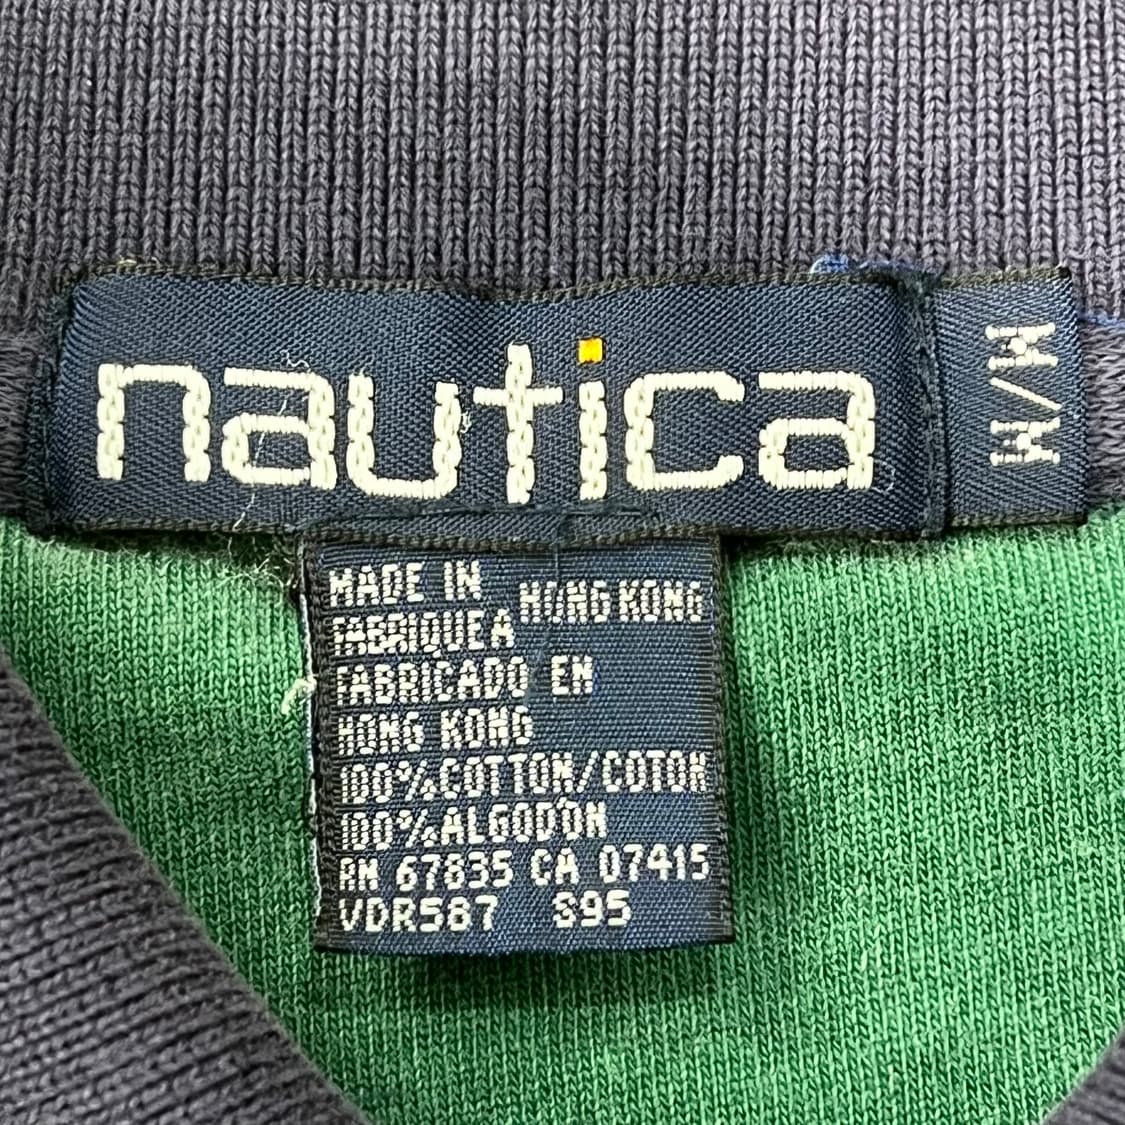 nautica
M/M
MADE IN HONG KONG
FABRIQUE A
FABRICADO EN
HONG KONG
100% COTTON/COTON
100% ALGODÓN
RN 67835 CA 07415
VDR587 S95